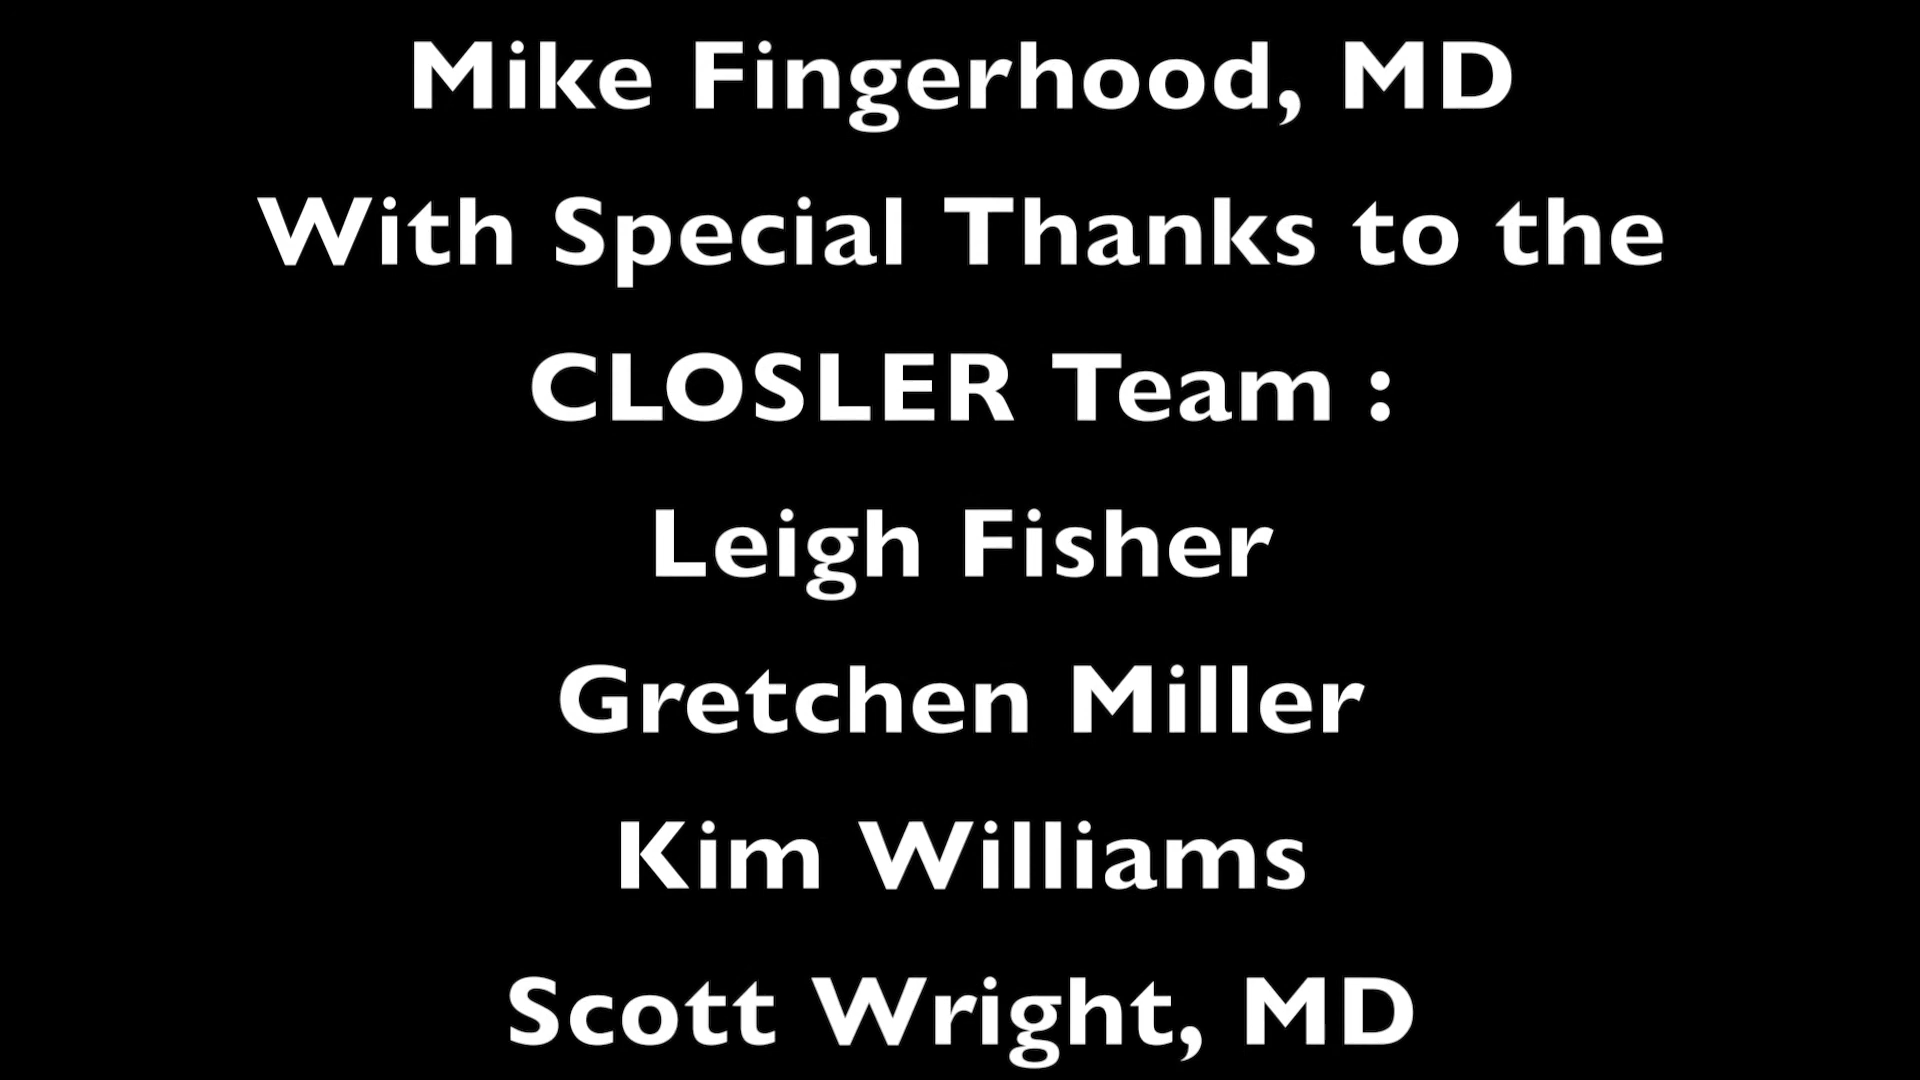 Mike Fingerhood, MD
With Special Thanks to the
CLOSLER Team :
Leigh Fisher
Gretchen Miller
Kim Williams
Scott Wright, MD